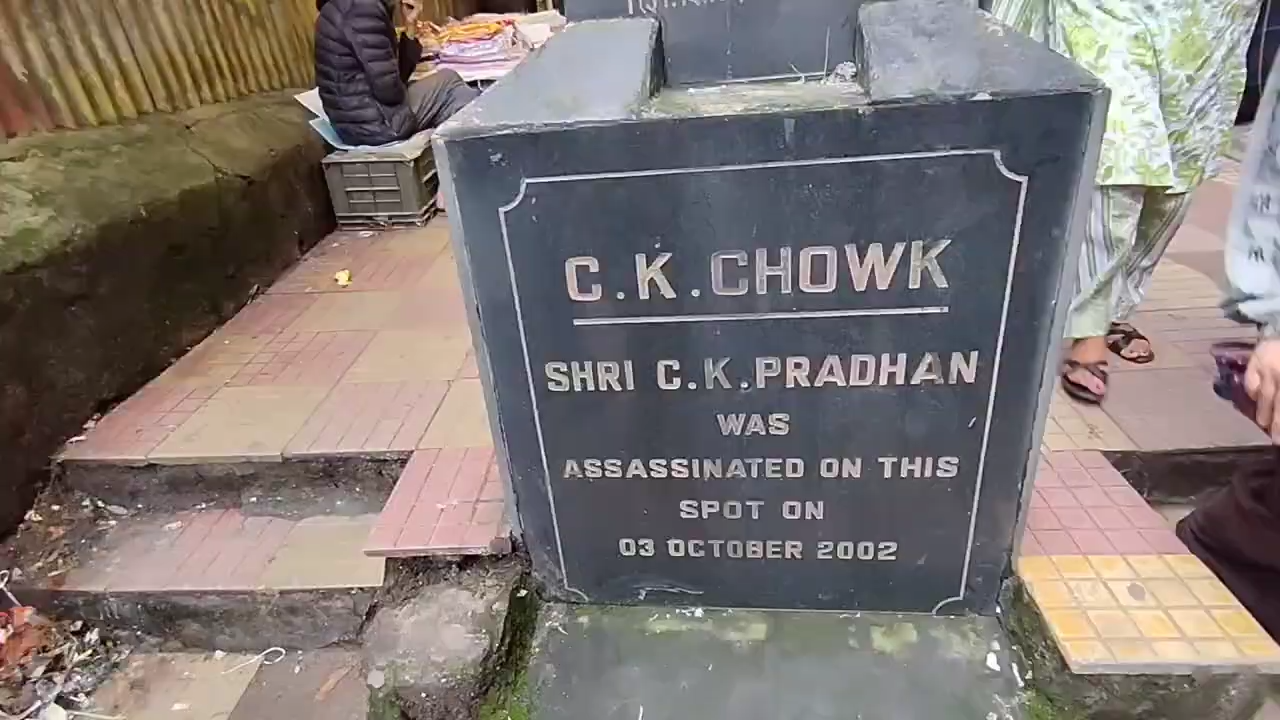 C.K.CHOWK
SHRI C.K.PRADHAN
WAS
ASSASSINATED ON THIS
SPOT ON
03 OCTOBER 2002